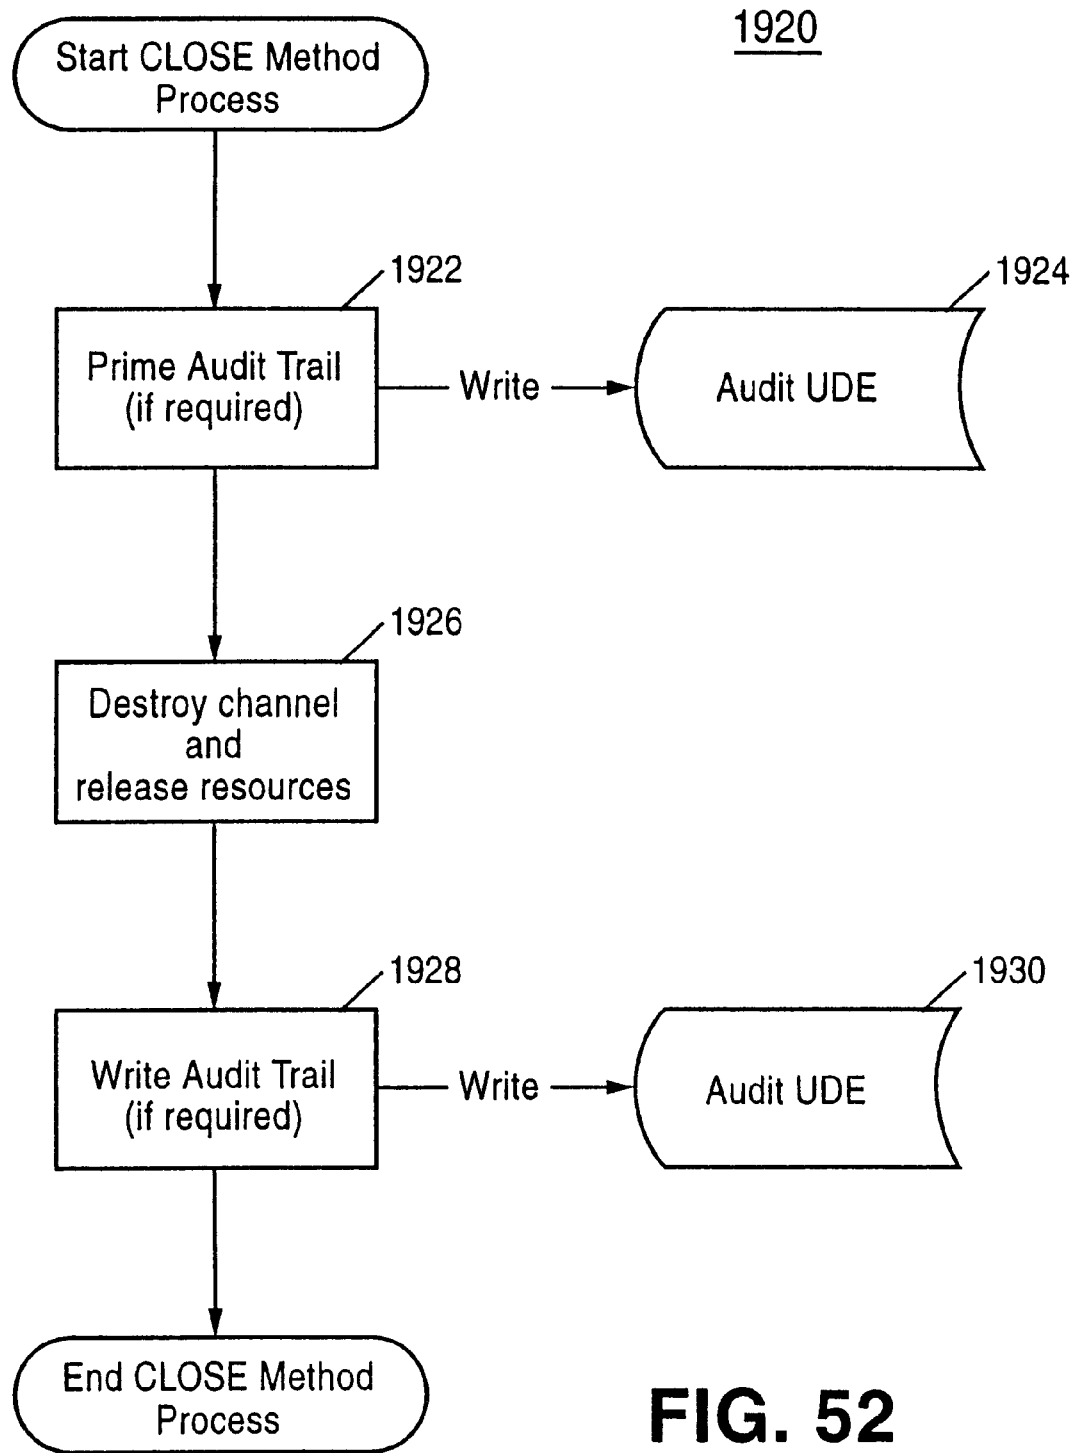 1920
Start CLOSE Method
Process
1922
1924
Prime Audit Trail
(if required)
Write
Audit UDE
1926
Destroy channel
and
release resources
1928
1930
Write Audit Trail
(if required)
Write
Audit UDE
End CLOSE Method
Process
FIG. 52